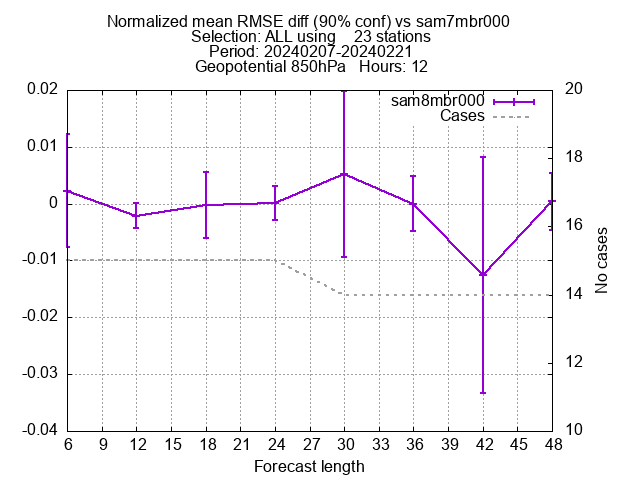 Normalized mean RMSE diff (90% conf) vs sam7mbr000
Selection: ALL using    23 stations
Period: 20240207-20240221
Geopotential 850hPa   Hours: 12
sam8mbr000
Cases
0.02
0.01
0
-0.01
-0.02
-0.03
-0.04
20
18
16
14
12
10
No cases
6 9 12 15 18 21 24 27 30 33 36 39 42 45 48
Forecast length